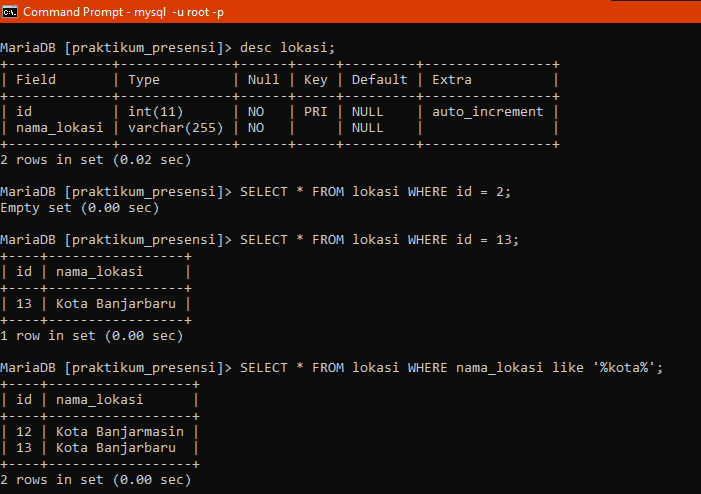 Command Prompt - mysql  -u root -p
MariaDB [praktikum_presensi]> desc lokasi;
+-------------+--------------+------+-----+---------+----------------+
| Field       | Type         | Null | Key | Default | Extra          |
+-------------+--------------+------+-----+---------+----------------+
| id          | int(11)      | NO   | PRI | NULL    | auto_increment |
| nama_lokasi | varchar(255) | NO   |     | NULL    |                |
+-------------+--------------+------+-----+---------+----------------+
2 rows in set (0.02 sec)
MariaDB [praktikum_presensi]> SELECT * FROM lokasi WHERE id = 2;
Empty set (0.00 sec)
MariaDB [praktikum_presensi]> SELECT * FROM lokasi WHERE id = 13;
+----+-----------------+
| id | nama_lokasi     |
+----+-----------------+
| 13 | Kota Banjarbaru |
+----+-----------------+
1 row in set (0.00 sec)
MariaDB [praktikum_presensi]> SELECT * FROM lokasi WHERE nama_lokasi like '%kota%';
+----+------------------+
| id | nama_lokasi      |
+----+------------------+
| 12 | Kota Banjarmasin |
| 13 | Kota Banjarbaru  |
+----+------------------+
2 rows in set (0.00 sec)